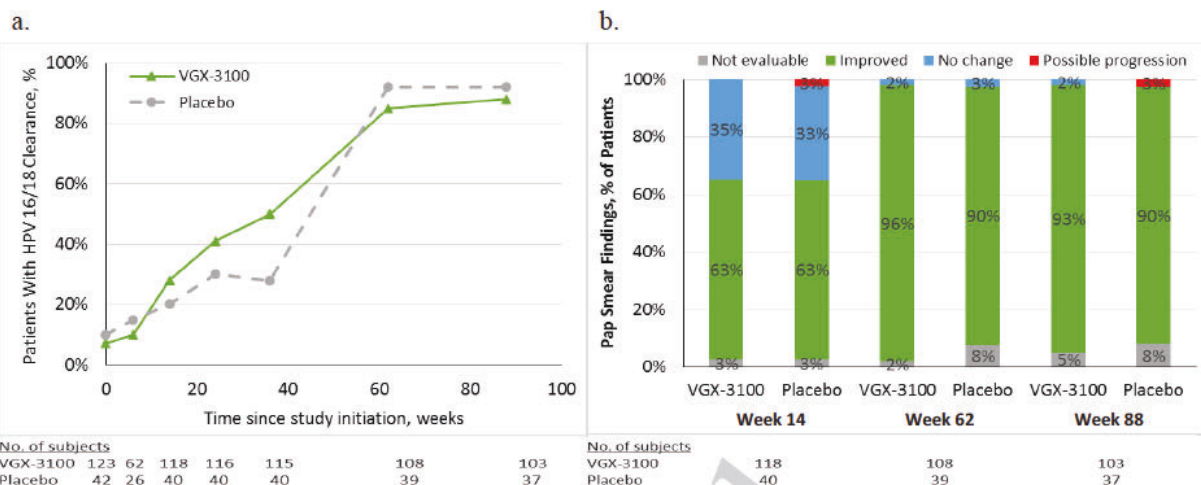 a.
VGX-3100
Placebo
Patients With HPV 16/18 Clearance, %
100%
80%
60%
40%
20%
0%
0 20 40 60 80 100
Time since study initiation, weeks
No. of subjects
VGX-3100 123 62 118 116 115 108 103
Placebo 42 26 40 40 40 39 37
b.
Not evaluable Improved No change Possible progression
Pap Smear Findings, % of Patients
100%
80%
60%
40%
20%
0%
3% 2% 3% 2% 3%
35% 33%
96% 90% 93% 90%
63% 63%
3% 3% 2% 8% 5% 8%
VGX-3100 Placebo VGX-3100 Placebo VGX-3100 Placebo
Week 14 Week 62 Week 88
No. of subjects
VGX-3100 118 108 103
Placebo 40 39 37